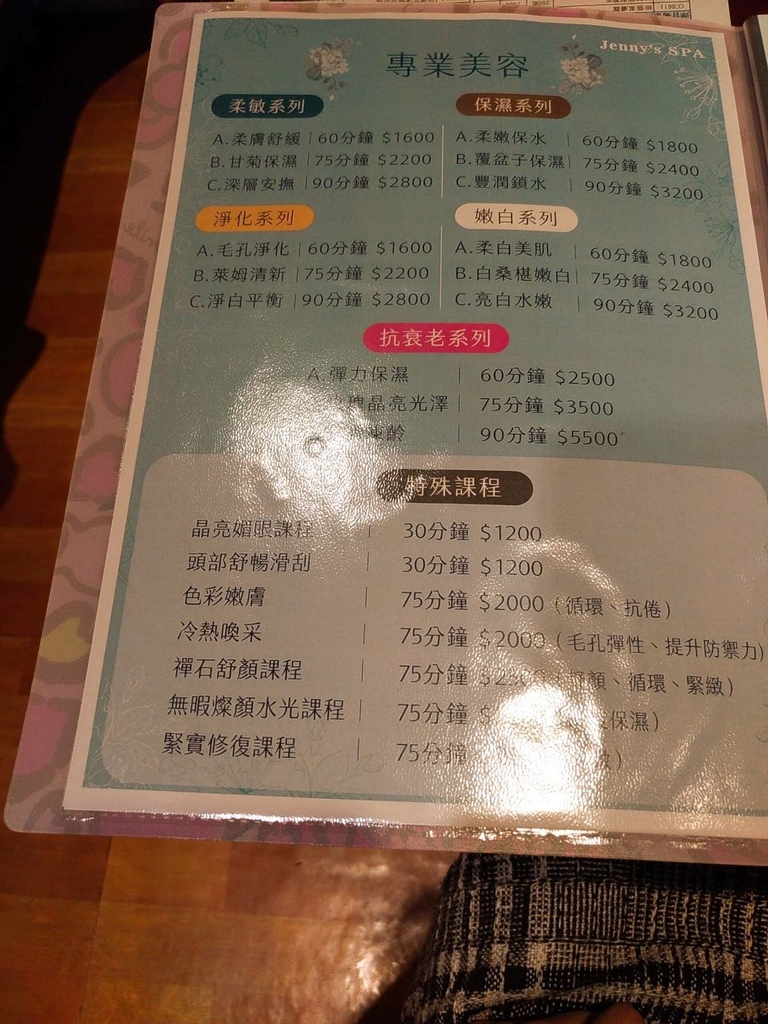 Jenny's SPA
專業美容
柔敏系列
A.柔膚舒緩 60分鐘 $1600
B.甘菊保濕 75分鐘 $2200
C.深層安撫 90分鐘 $2800
保濕系列
A.柔嫩保水 60分鐘 $1800
B.覆盆子保濕 75分鐘 $2400
C.豐潤鎖水 90分鐘 $3200
淨化系列
A.毛孔淨化 60分鐘 $1600
B.萊姆清新 75分鐘 $2200
C.淨白平衡 90分鐘 $2800
嫩白系列
A.柔白美肌 60分鐘 $1800
B.白桑椹嫩白 75分鐘 $2400
C.亮白水嫩 90分鐘 $3200
抗衰老系列
A.彈力保濕 60分鐘 $2500
瑰晶亮光澤 75分鐘 $3500
凍齡 90分鐘 $5500
特殊課程
晶亮媚眼課程 30分鐘 $1200
頭部舒暢滑刮 30分鐘 $1200
色彩嫩膚 75分鐘 $2000（循環、抗倦）
冷熱喚采 75分鐘 $2000（毛孔彈性、提升防禦力）
禪石舒顏課程 75分鐘 舒顏、循環、緊緻）
無暇燦顏水光課程 75分鐘 保濕）
緊實修復課程 75分鐘